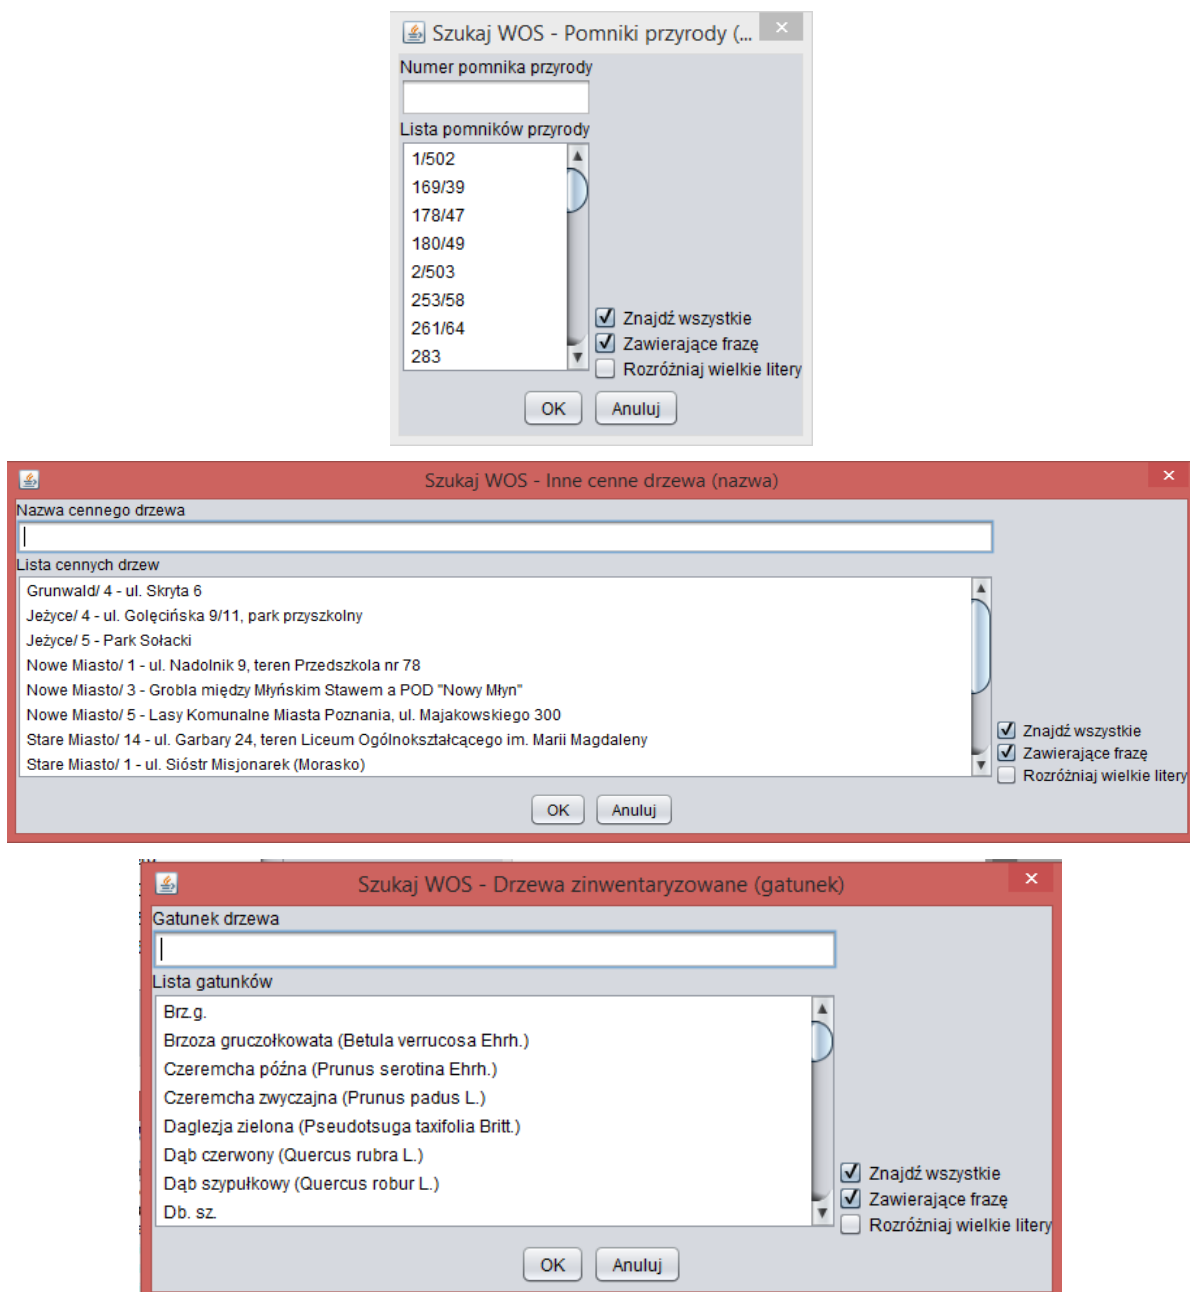 Szukaj WOS - Pomniki przyrody (...
Numer pomnika przyrody
Lista pomników przyrody
1/502
169/39
178/47
180/49
2/503
253/58
261/64
283
Znajdź wszystkie
Zawierające frazę
Rozróżniaj wielkie litery
OK Anuluj
Szukaj WOS - Inne cenne drzewa (nazwa)
Nazwa cennego drzewa
Lista cennych drzew
Grunwald/ 4 - ul. Skryta 6
Jeżyce/ 4 - ul. Golęcińska 9/11, park przyszkolny
Jeżyce/ 5 - Park Sołacki
Nowe Miasto/ 1 - ul. Nadolnik 9, teren Przedszkola nr 78
Nowe Miasto/ 3 - Grobla między Młyńskim Stawem a POD "Nowy Młyn"
Nowe Miasto/ 5 - Lasy Komunalne Miasta Poznania, ul. Majakowskiego 300
Stare Miasto/ 14 - ul. Garbary 24, teren Liceum Ogólnokształcącego im. Marii Magdaleny
Stare Miasto/ 1 - ul. Sióstr Misjonarek (Morasko)
Znajdź wszystkie
Zawierające frazę
Rozróżniaj wielkie litery
OK Anuluj
Szukaj WOS - Drzewa zinwentaryzowane (gatunek)
Gatunek drzewa
Lista gatunków
Brz.g.
Brzoza gruczołkowata (Betula verrucosa Ehrh.)
Czeremcha późna (Prunus serotina Ehrh.)
Czeremcha zwyczajna (Prunus padus L.)
Daglezja zielona (Pseudotsuga taxifolia Britt.)
Dąb czerwony (Quercus rubra L.)
Dąb szypułkowy (Quercus robur L.)
Db. sz.
Znajdź wszystkie
Zawierające frazę
Rozróżniaj wielkie litery
OK Anuluj